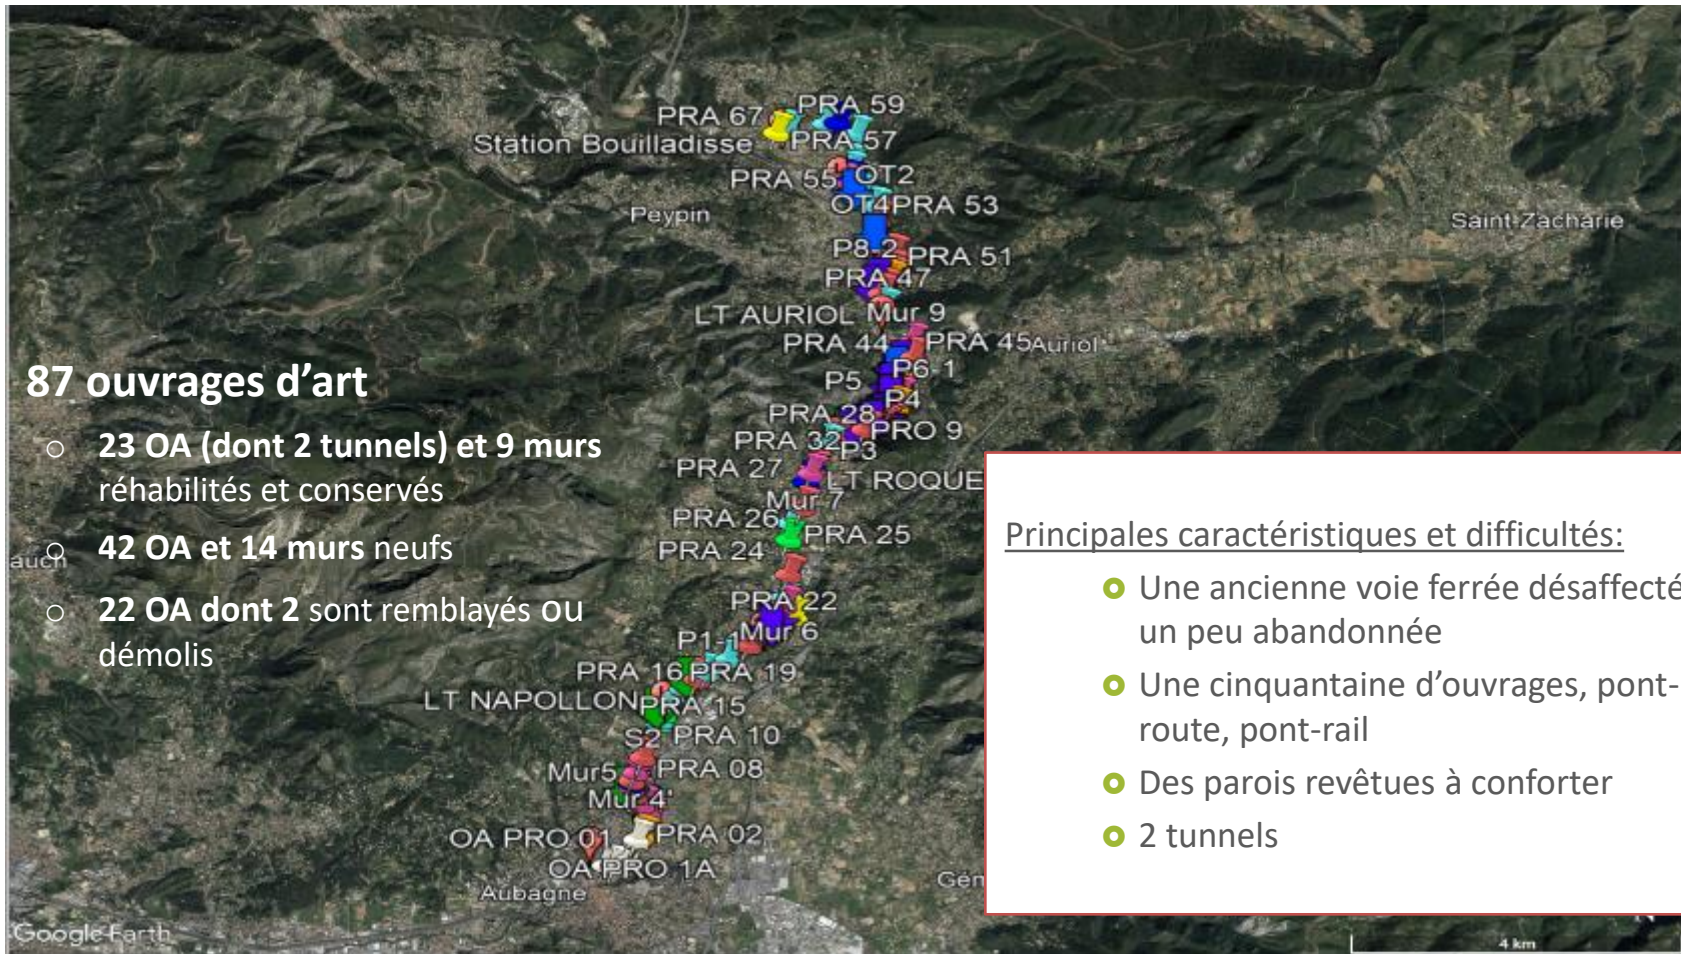 PRA 67
PRA 59
Station Bouilladisse
PRA 57
PRA 55
OT2
Peypin
OT4
PRA 53
Saint-Zacharie
P8-2
PRA 51
PRA 47
LT AURIOL
Mur 9
PRA 44
PRA 45
Auriol
P5
P6-1
P4
PRA 28
PRO 9
PRA 32
P3
PRA 27
LT ROQUE
Mur 7
PRA 26
PRA 25
PRA 24
PRA 22
Mur 6
P1-1
PRA 16
PRA 19
LT NAPOLLON
PRA 15
S2
PRA 10
Mur5
PRA 08
Mur 4'
OA PRO 01
PRA 02
OA PRO 1A
Aubagne
Gén
auch
87 ouvrages d'art
23 OA (dont 2 tunnels) et 9 murs
réhabilités et conservés
42 OA et 14 murs neufs
22 OA dont 2 sont remblayés ou
démolis
Principales caractéristiques et difficultés:
Une ancienne voie ferrée désaffecté
un peu abandonnée
Une cinquantaine d'ouvrages, pont-
route, pont-rail
Des parois revêtues à conforter
2 tunnels
Google Earth
4 km